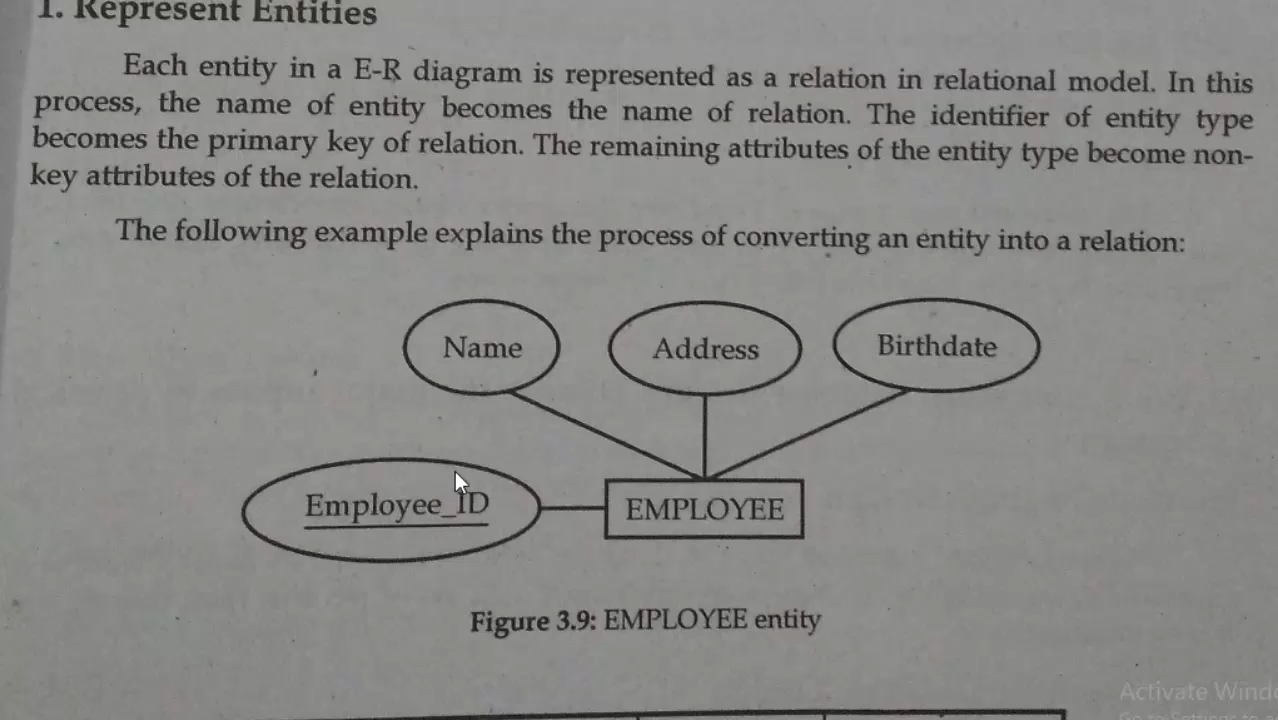 1. Represent Entities
Each entity in a E-R diagram is represented as a relation in relational model. In this
process, the name of entity becomes the name of relation. The identifier of entity type
becomes the primary key of relation. The remaining attributes of the entity type become non-
key attributes of the relation.
The following example explains the process of converting an entity into a relation:
Name
Address
Birthdate
Employee_ID
EMPLOYEE
Figure 3.9: EMPLOYEE entity
Activate